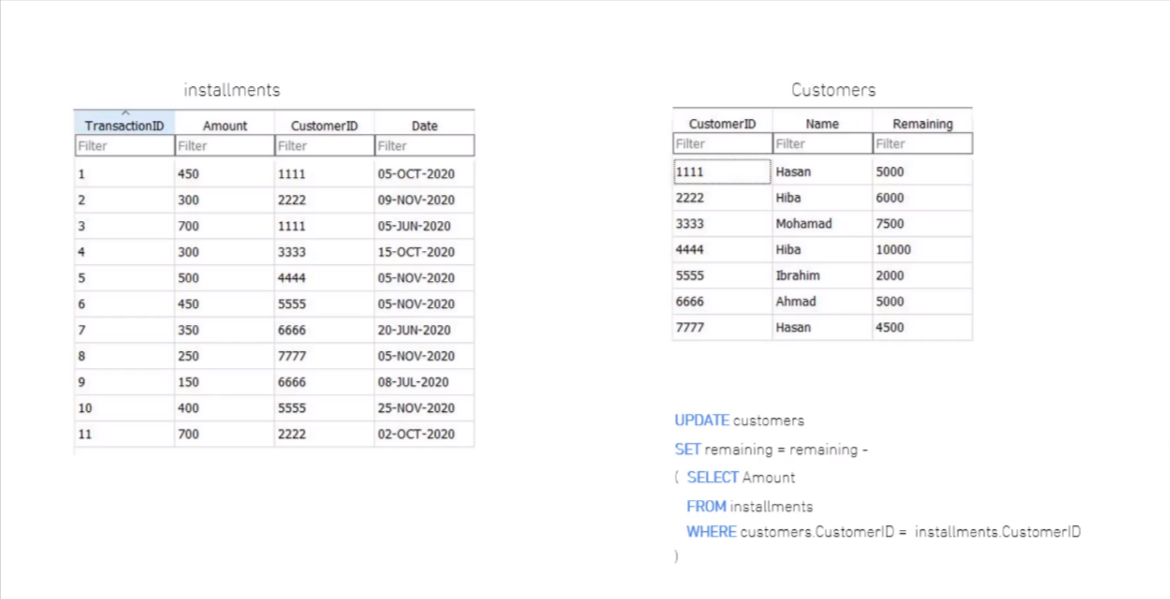 installments
TransactionID Amount CustomerID Date
Filter Filter Filter Filter
1 450 1111 05-OCT-2020
2 300 2222 09-NOV-2020
3 700 1111 05-JUN-2020
4 300 3333 15-OCT-2020
5 500 4444 05-NOV-2020
6 450 5555 05-NOV-2020
7 350 6666 20-JUN-2020
8 250 7777 05-NOV-2020
9 150 6666 08-JUL-2020
10 400 5555 25-NOV-2020
11 700 2222 02-OCT-2020
Customers
CustomerID Name Remaining
Filter Filter Filter
1111 Hasan 5000
2222 Hiba 6000
3333 Mohamad 7500
4444 Hiba 10000
5555 Ibrahim 2000
6666 Ahmad 5000
7777 Hasan 4500
UPDATE customers
SET remaining = remaining -
( SELECT Amount
FROM installments
WHERE customers.CustomerID = installments.CustomerID
)